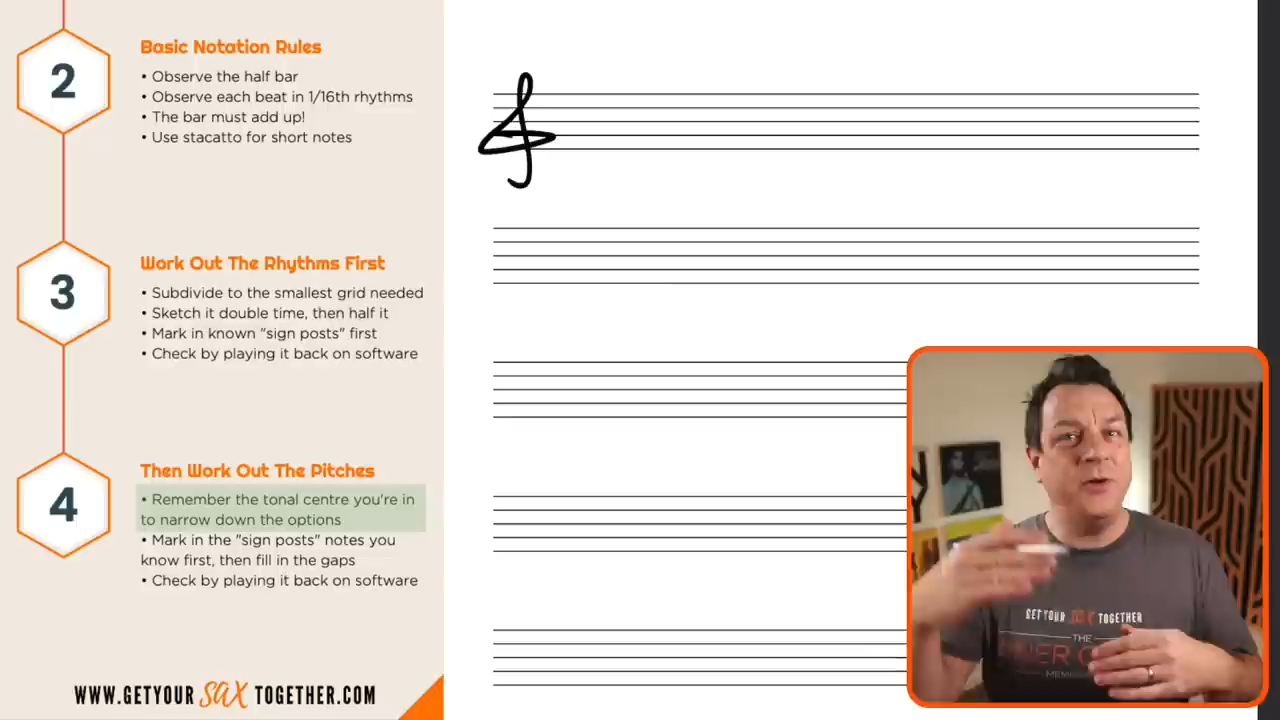 2
Basic Notation Rules
• Observe the half bar
• Observe each beat in 1/16th rhythms
• The bar must add up!
• Use stacatto for short notes
3
Work Out The Rhythms First
• Subdivide to the smallest grid needed
• Sketch it double time, then half it
• Mark in known "sign posts" first
• Check by playing it back on software
4
Then Work Out The Pitches
• Remember the tonal centre you're in
to narrow down the options
• Mark in the "sign posts" notes you
know first, then fill in the gaps
• Check by playing it back on software
WWW.GETYOUR SAX TOGETHER.COM
GET YOUR SAX TOGETHER
THE